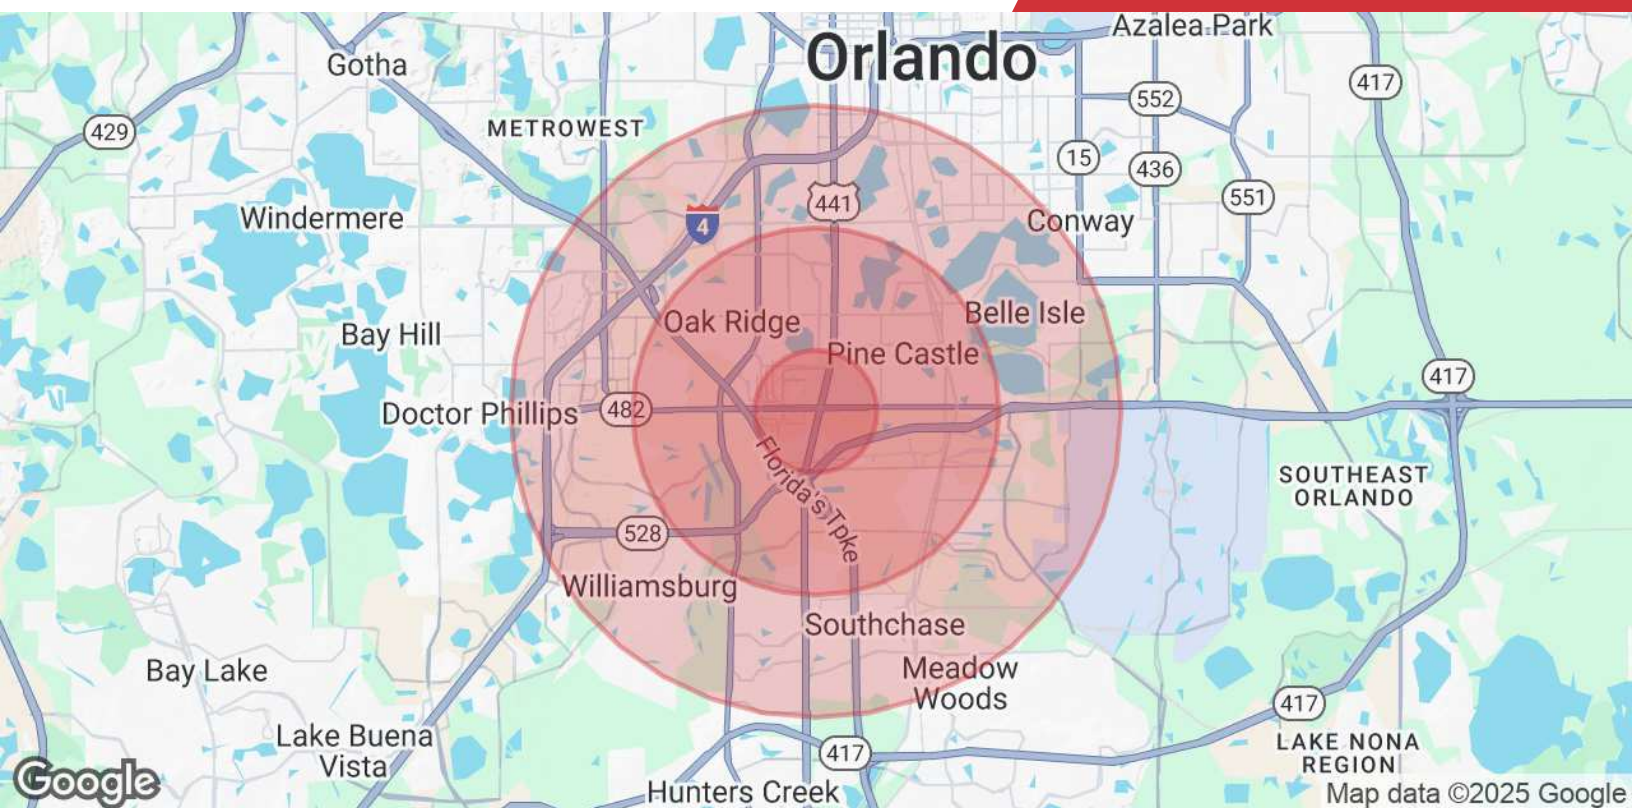 Azalea Park
Orlando
Gotha
417
552
429
METROWEST
15
436
551
441
4
Windermere
Conway
Belle Isle
Oak Ridge
Bay Hill
Pine Castle
417
Doctor Phillips
482
Florida's Tpke
SOUTHEAST
ORLANDO
528
Williamsburg
Southchase
Bay Lake
Meadow
Woods
417
Lake Buena
Vista
417
LAKE NONA
REGION
Google
Hunters Creek
Map data ©2025 Google